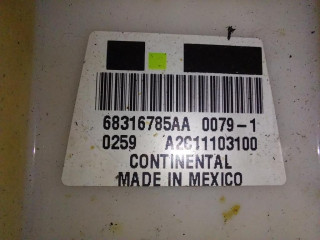 68316785AA 0079-1
0259 A2C11103100
CONTINENTAL
MADE IN MEXICO